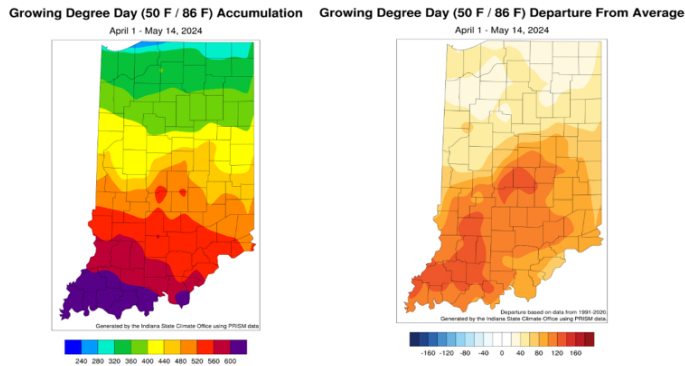 Growing Degree Day (50 F / 86 F) Accumulation
April 1 - May 14, 2024
Generated by the Indiana State Climate Office using PRISM data
240 280 320 360 400 440 480 520 560 600
Growing Degree Day (50 F / 86 F) Departure From Average
April 1 - May 14, 2024
Departure based on data from 1991-2020.
Generated by the Indiana State Climate Office using PRISM data
-160 -120 -80 -40 0 40 80 120 160